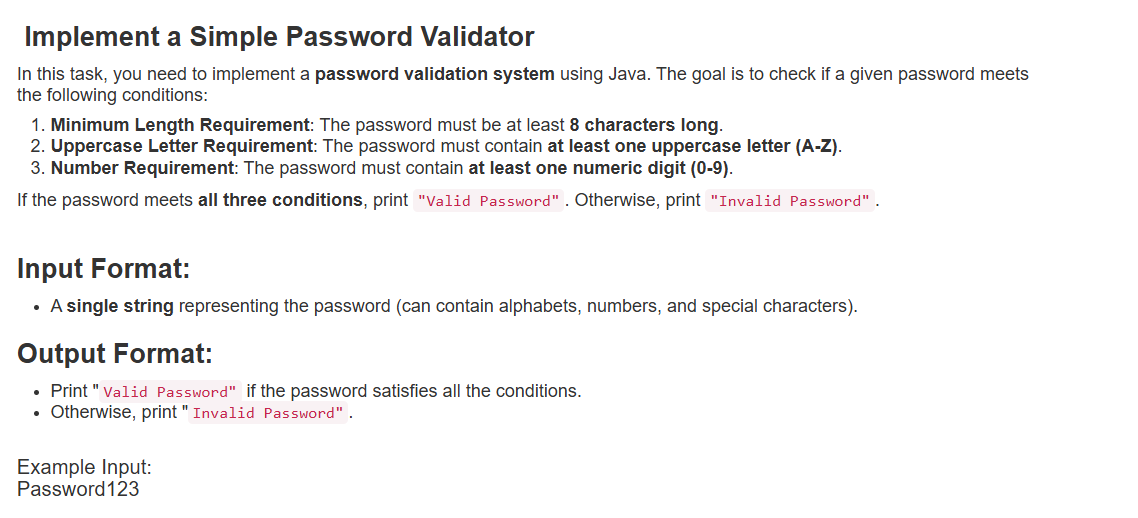 Implement a Simple Password Validator
In this task, you need to implement a password validation system using Java. The goal is to check if a given password meets
the following conditions:
1. Minimum Length Requirement: The password must be at least 8 characters long.
2. Uppercase Letter Requirement: The password must contain at least one uppercase letter (A-Z).
3. Number Requirement: The password must contain at least one numeric digit (0-9).
If the password meets all three conditions, print "Valid Password". Otherwise, print "Invalid Password".
Input Format:
• A single string representing the password (can contain alphabets, numbers, and special characters).
Output Format:
• Print "Valid Password" if the password satisfies all the conditions.
• Otherwise, print "Invalid Password".
Example Input:
Password123